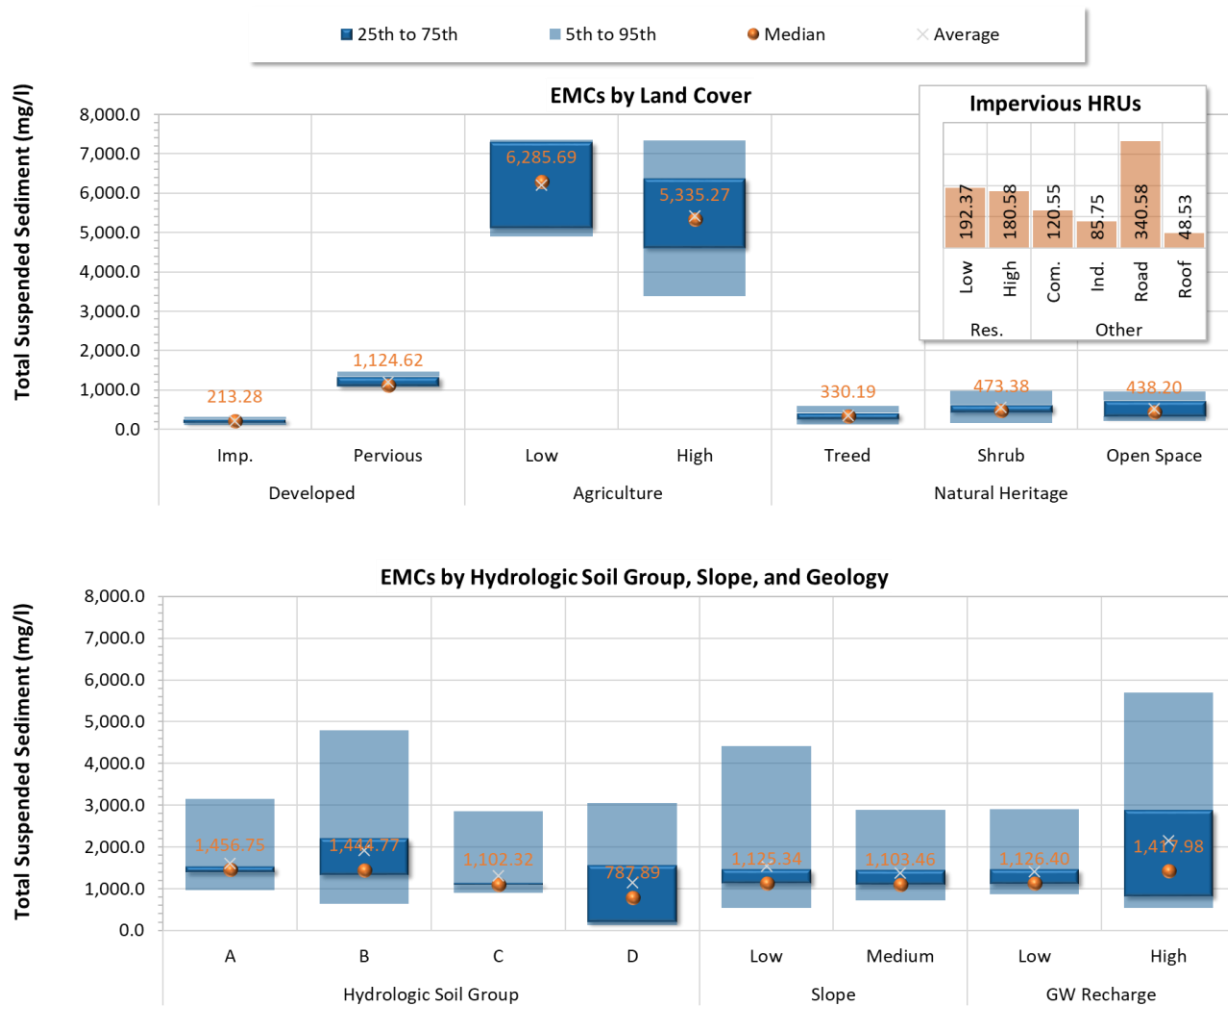 25th to 75th 5th to 95th Median Average
EMCs by Land Cover
Total Suspended Sediment (mg/l)
8,000.0
7,000.0
6,000.0
5,000.0
4,000.0
3,000.0
2,000.0
1,000.0
0.0
213.28
1,124.62
6,285.69
5,335.27
330.19
473.38
438.20
Imp. Pervious Low High Treed Shrub Open Space
Developed Agriculture Natural Heritage
Impervious HRUs
192.37
180.58
120.55
85.75
340.58
48.53
Low
High
Com.
Ind.
Road
Roof
Res. Other
EMCs by Hydrologic Soil Group, Slope, and Geology
Total Suspended Sediment (mg/l)
8,000.0
7,000.0
6,000.0
5,000.0
4,000.0
3,000.0
2,000.0
1,000.0
0.0
1,456.75
1,444.77
1,102.32
787.89
1,125.34
1,103.46
1,126.40
1,417.98
A B C D Low Medium Low High
Hydrologic Soil Group Slope GW Recharge